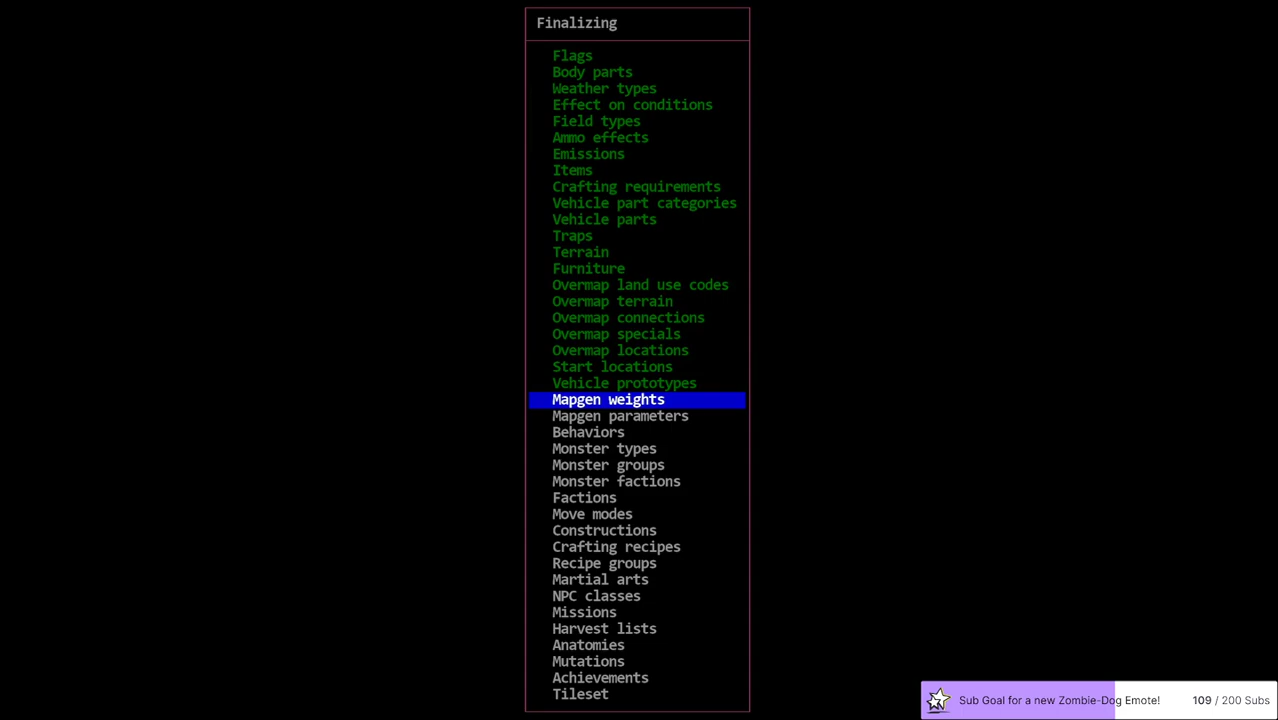 Finalizing
Flags
Body parts
Weather types
Effect on conditions
Field types
Ammo effects
Emissions
Items
Crafting requirements
Vehicle part categories
Vehicle parts
Traps
Terrain
Furniture
Overmap land use codes
Overmap terrain
Overmap connections
Overmap specials
Overmap locations
Start locations
Vehicle prototypes
Mapgen weights
Mapgen parameters
Behaviors
Monster types
Monster groups
Monster factions
Factions
Move modes
Constructions
Crafting recipes
Recipe groups
Martial arts
NPC classes
Missions
Harvest lists
Anatomies
Mutations
Achievements
Tileset
Sub Goal for a new Zombie-Dog Emote! 109 / 200 Subs